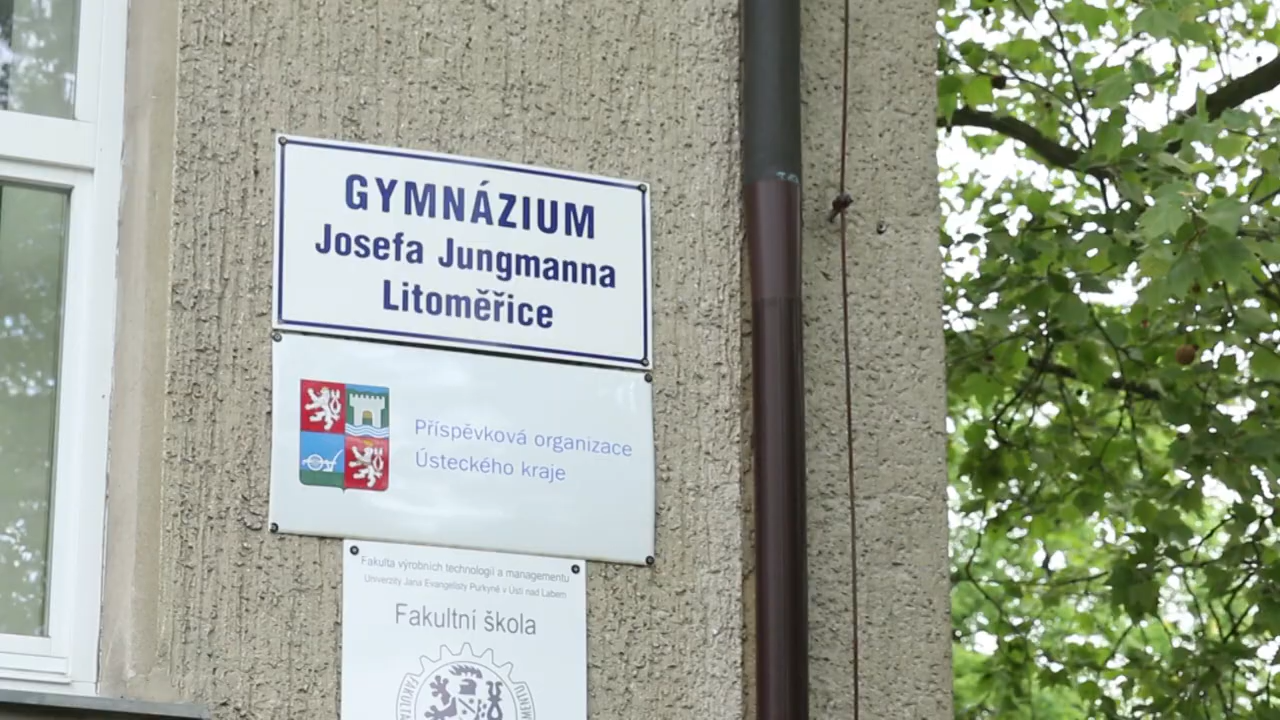 GYMNÁZIUM
Josefa Jungmanna
Litoměřice
Příspěvková organizace
Ústeckého kraje
Fakulta výrobních technologií a managementu
Univerzity Jana Evangelisty Purkyně v Ústí nad Labem
Fakultní škola